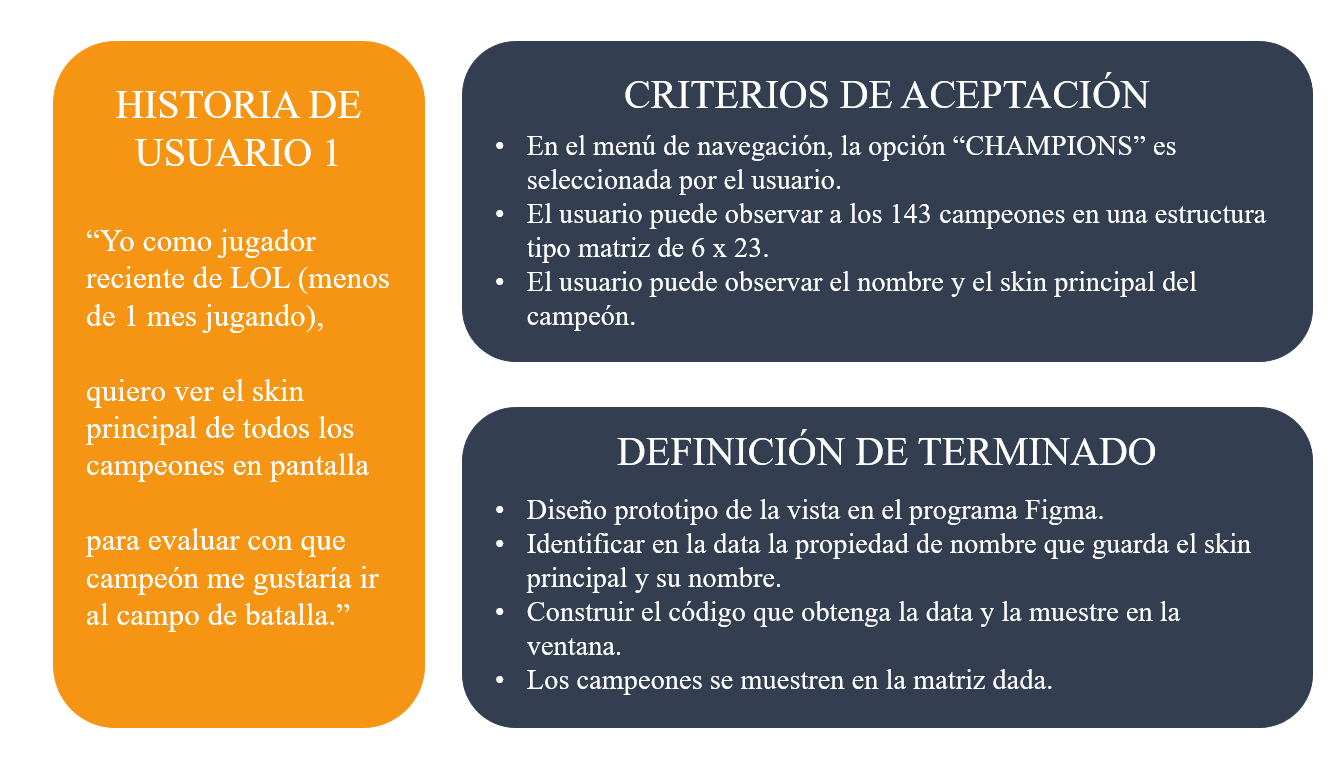 HISTORIA DE
USUARIO 1
“Yo como jugador
reciente de LOL (menos
de 1 mes jugando),
quiero ver el skin
principal de todos los
campeones en pantalla
para evaluar con que
campeón me gustaría ir
al campo de batalla.”
CRITERIOS DE ACEPTACIÓN
• En el menú de navegación, la opción “CHAMPIONS” es
seleccionada por el usuario.
• El usuario puede observar a los 143 campeones en una estructura
tipo matriz de 6 x 23.
• El usuario puede observar el nombre y el skin principal del
campeón.
DEFINICIÓN DE TERMINADO
• Diseño prototipo de la vista en el programa Figma.
• Identificar en la data la propiedad de nombre que guarda el skin
principal y su nombre.
• Construir el código que obtenga la data y la muestre en la
ventana.
• Los campeones se muestren en la matriz dada.